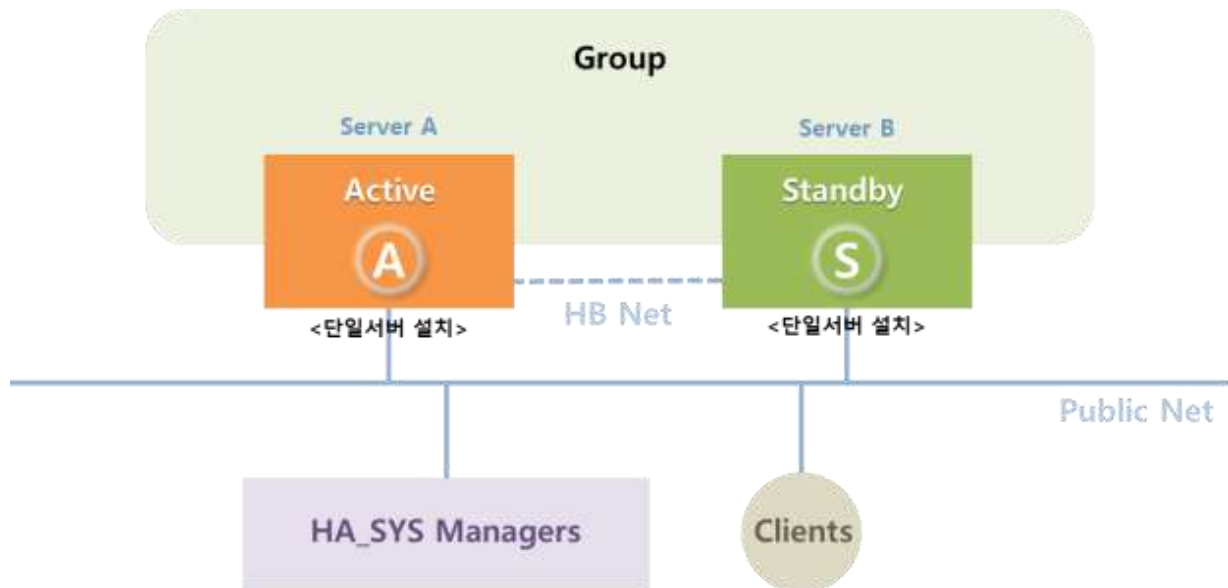 Group
Server A
Server B
Active
Standby
A
S
HB Net
<단일서버 설치>
<단일서버 설치>
Public Net
HA_SYS Managers
Clients